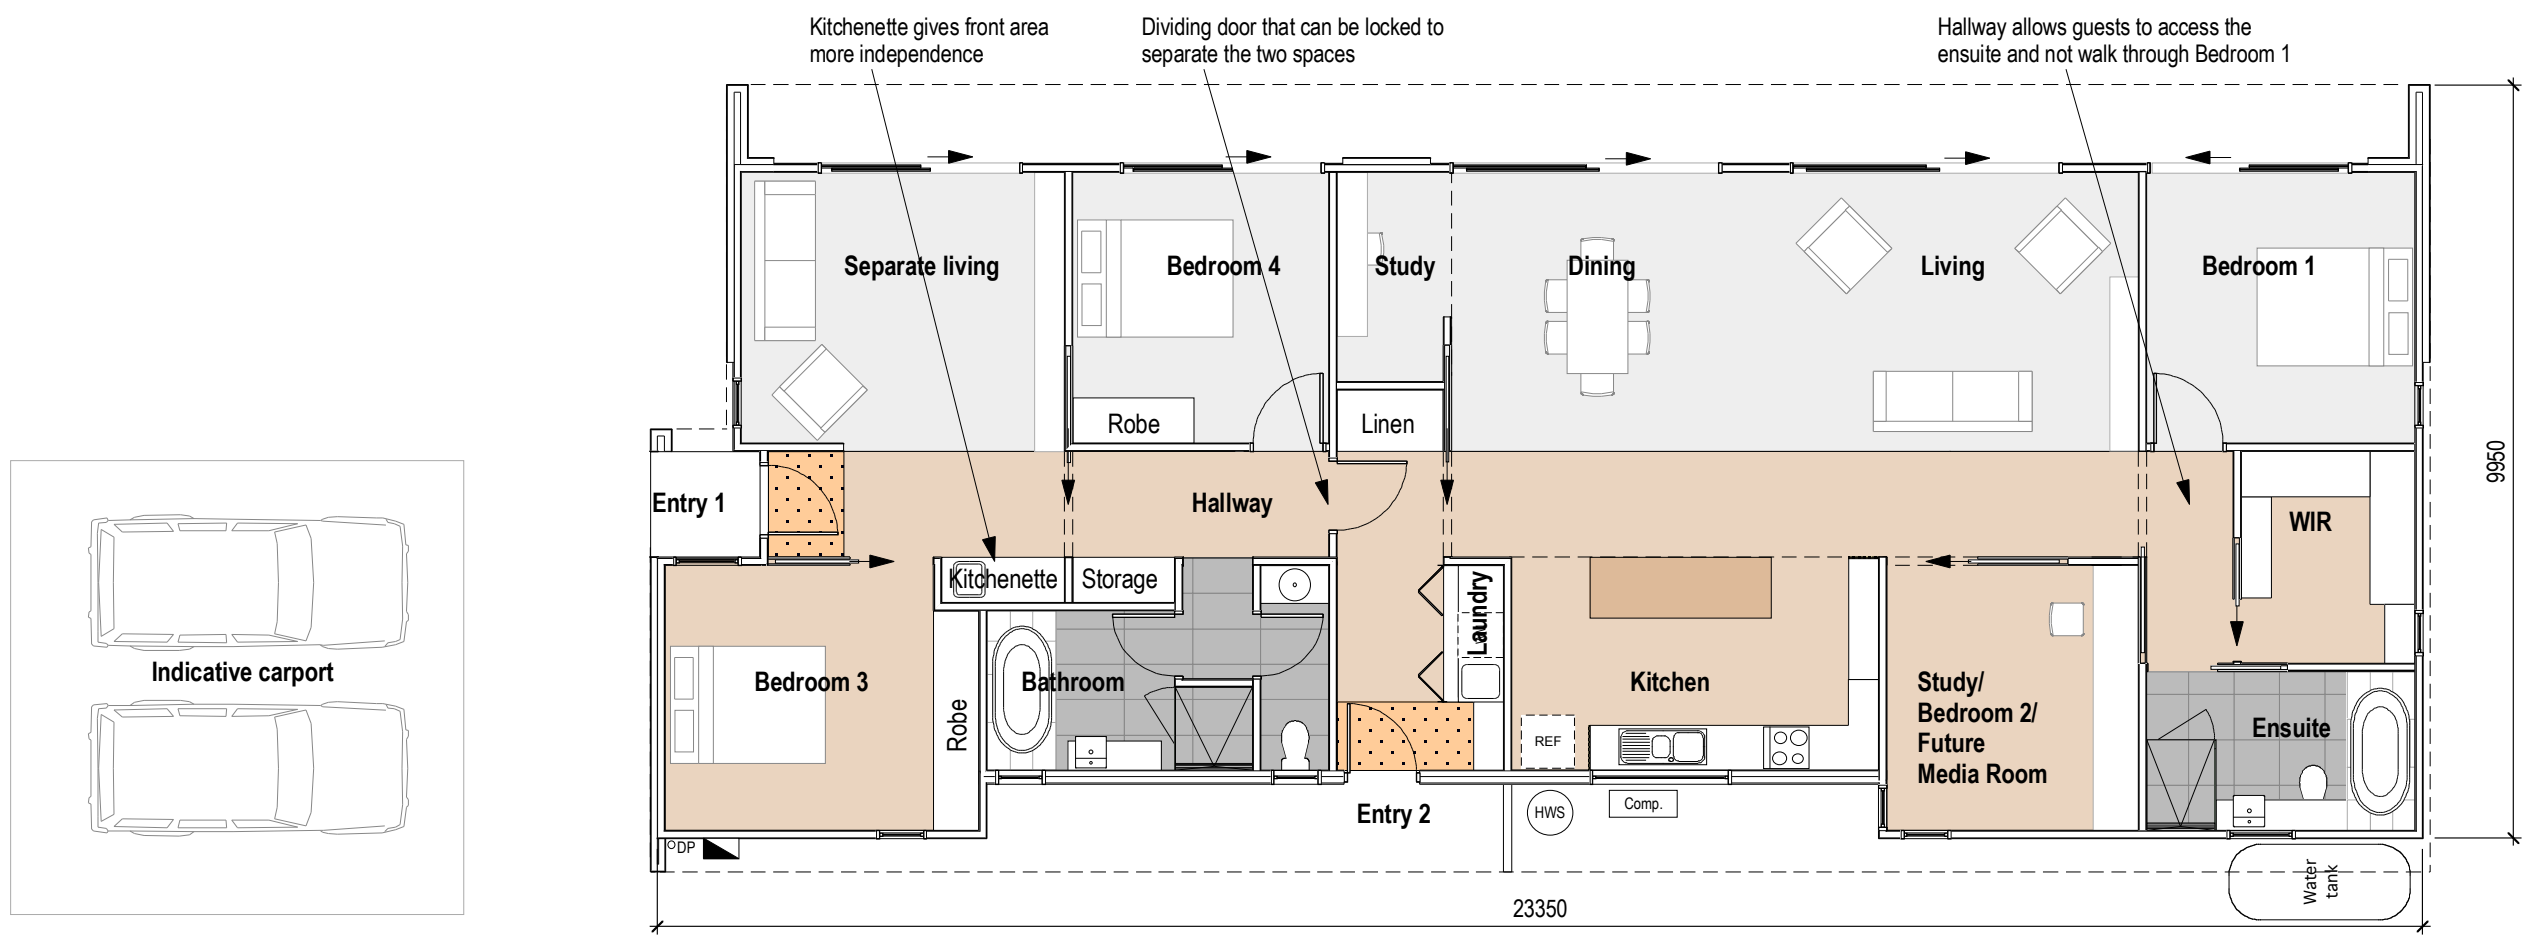 Kitchenette gives front area
more independence
Dividing door that can be locked to
separate the two spaces
Hallway allows guests to access the
ensuite and not walk through Bedroom 1
Separate living
Bedroom 4
Study
Dining
Living
Bedroom 1
Robe
Linen
9950
Entry 1
Hallway
WIR
Kitchenette
Storage
Laundry
Indicative carport
Bedroom 3
Bathroom
Kitchen
Study/
Bedroom 2/
Future
Media Room
Robe
Ensuite
REF
Entry 2
HWS
Comp.
DP
Water
tank
23350